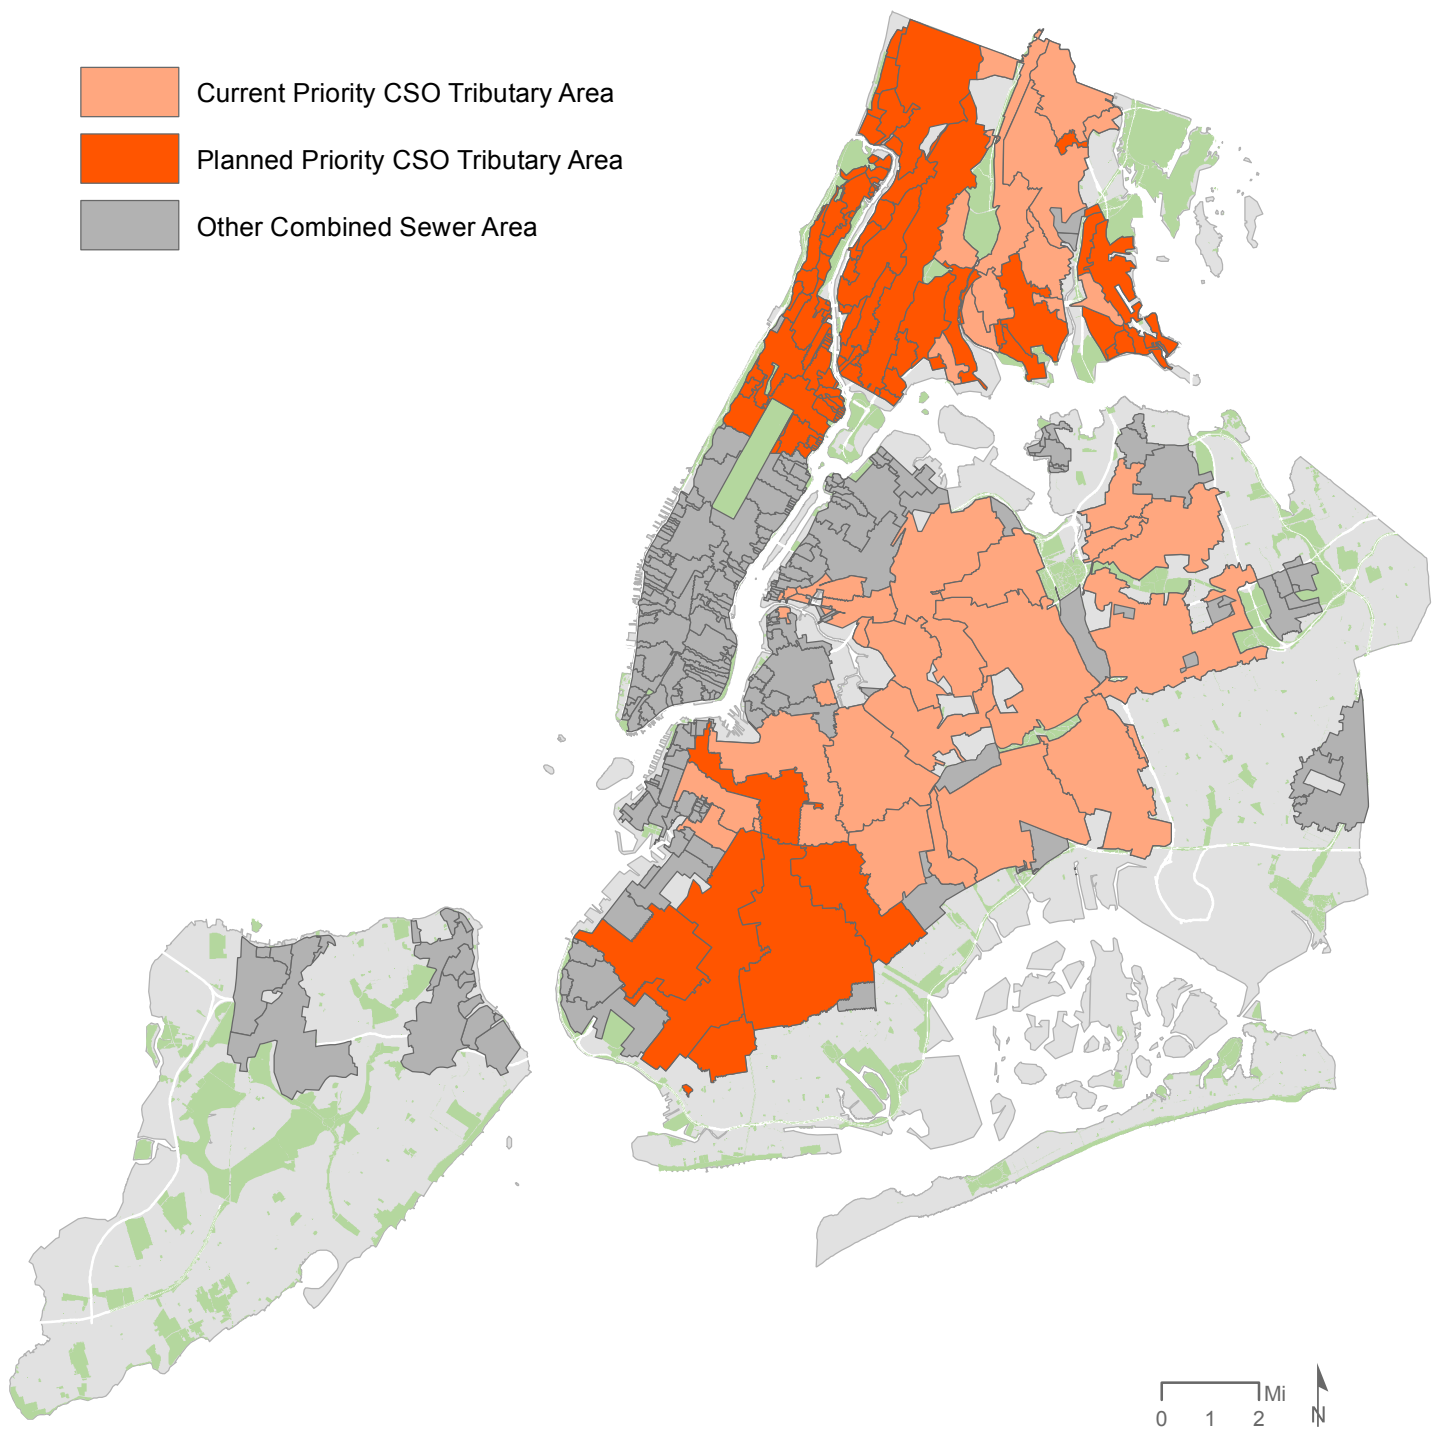 Current Priority CSO Tributary Area
Planned Priority CSO Tributary Area
Other Combined Sewer Area
Mi
0 1 2
N